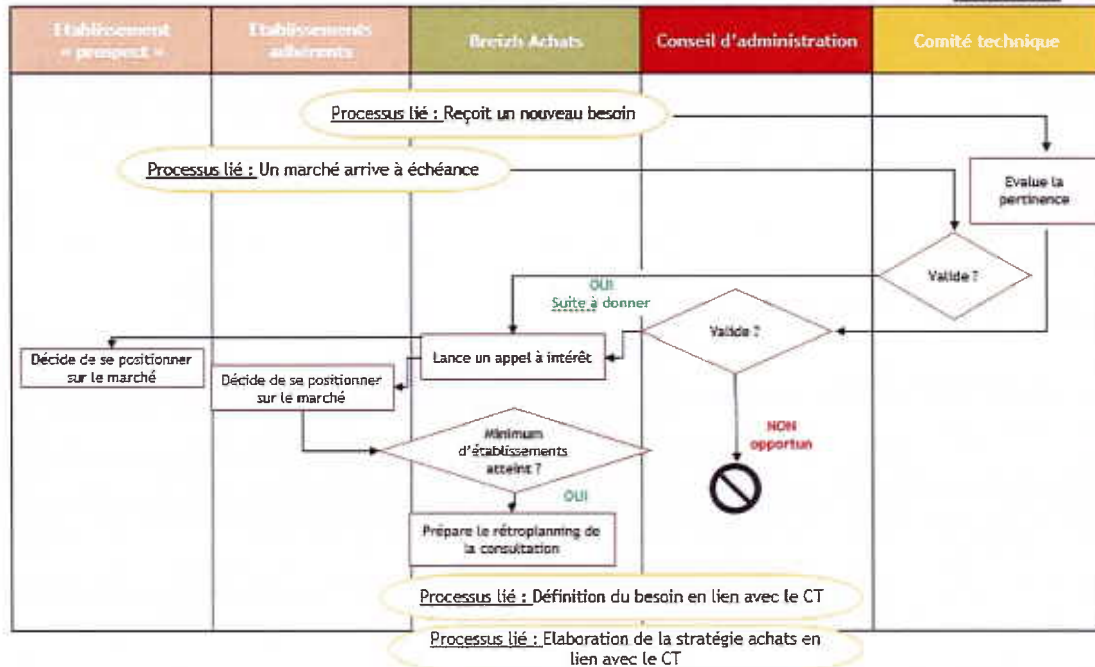 Etablissement
« prospect »
Etablissements
adhérents
Breizh Achats
Conseil d'administration
Comité technique
Processus lié : Reçoit un nouveau besoin
Processus lié : Un marché arrive à échéance
Evalue la
pertinence
Valide ?
OUI
Suite à donner
Valide ?
Décide de se positionner
sur le marché
Décide de se positionner
sur le marché
Lance un appel à intérêt
Minimum
d'établissements
atteint ?
NON
opportun
OUI
Prépare le rétroplanning de
la consultation
Processus lié : Définition du besoin en lien avec le CT
Processus lié : Elaboration de la stratégie achats en
lien avec le CT